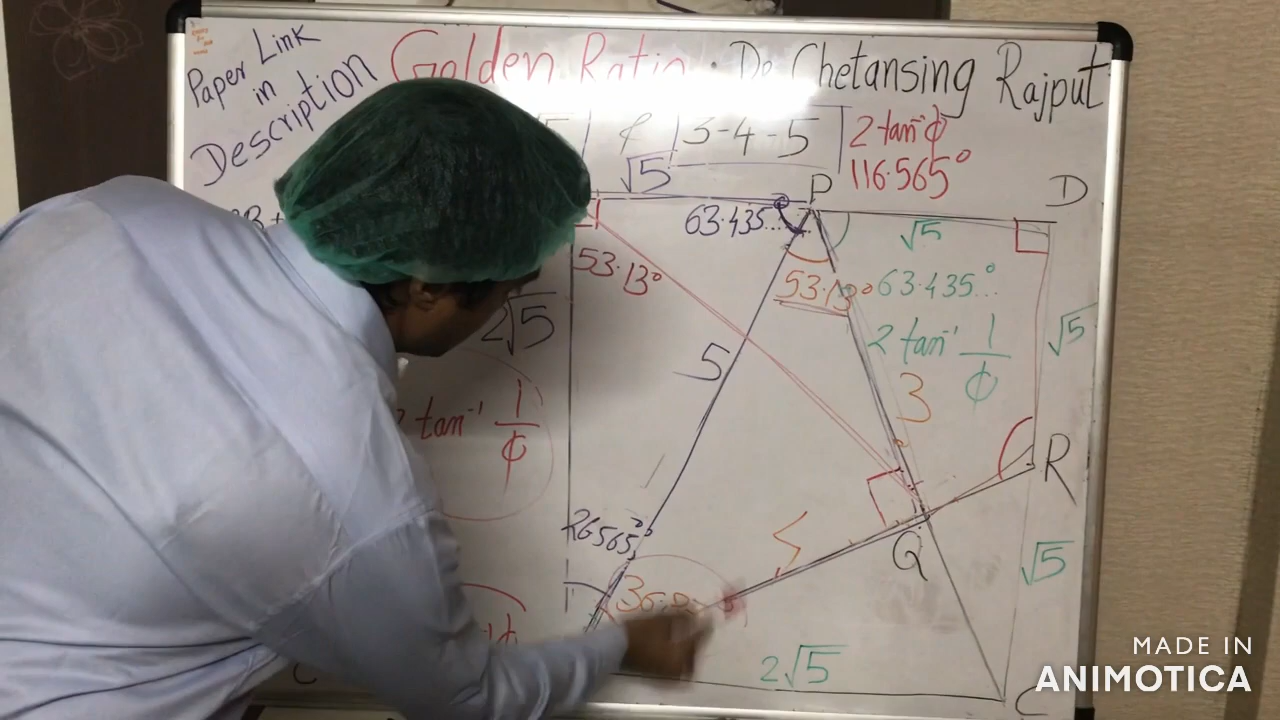 Paper Link
in
Description
Golden Ratio • Dr Chetansing Rajput
3-4-5
2 tan⁻¹ ϕ
116.565°
√5
P
D
63.435...
√5
53.13°
53.13°
63.435°...
2√5
5
2 tan⁻¹ 1/ϕ
√5
3
tan⁻¹ 1/ϕ
R
26.565°
Q
√5
2√5
C
MADE IN
ANIMOTICA